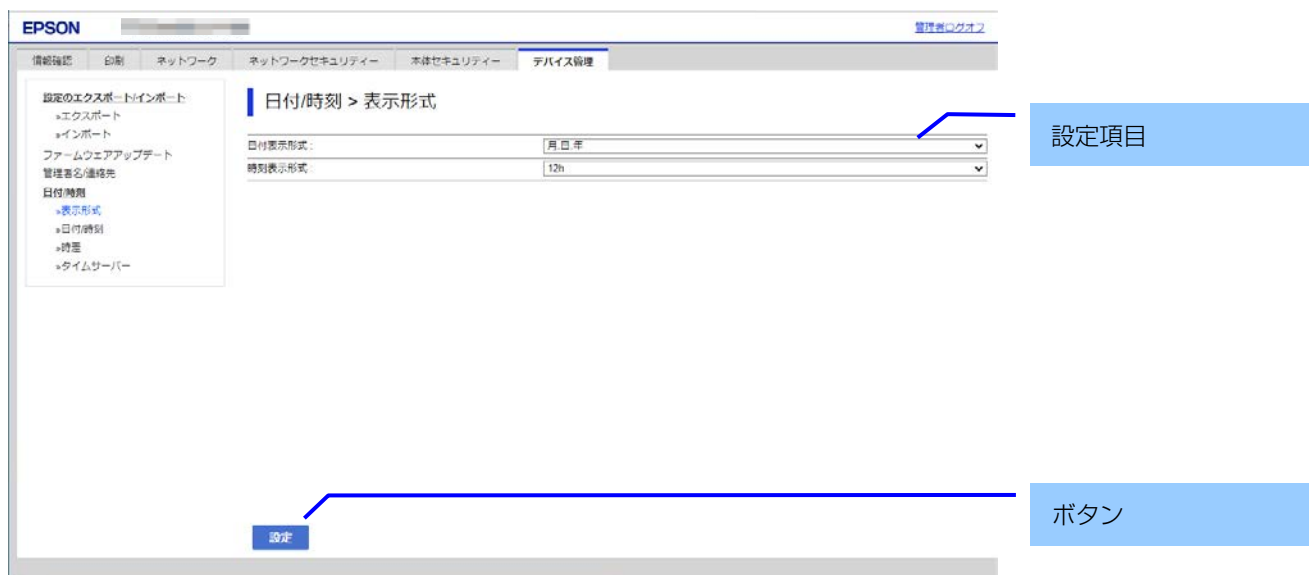 EPSON
管理者ログオフ
情報確認 印刷 ネットワーク ネットワークセキュリティー 本体セキュリティー デバイス管理
設定のエクスポート/インポート
»エクスポート
»インポート
ファームウェアアップデート
管理者名/連絡先
日付/時刻
»表示形式
»日付/時刻
»時差
»タイムサーバー
日付/時刻 > 表示形式
日付表示形式 : 月.日.年
時刻表示形式 : 12h
設定
設定項目
ボタン